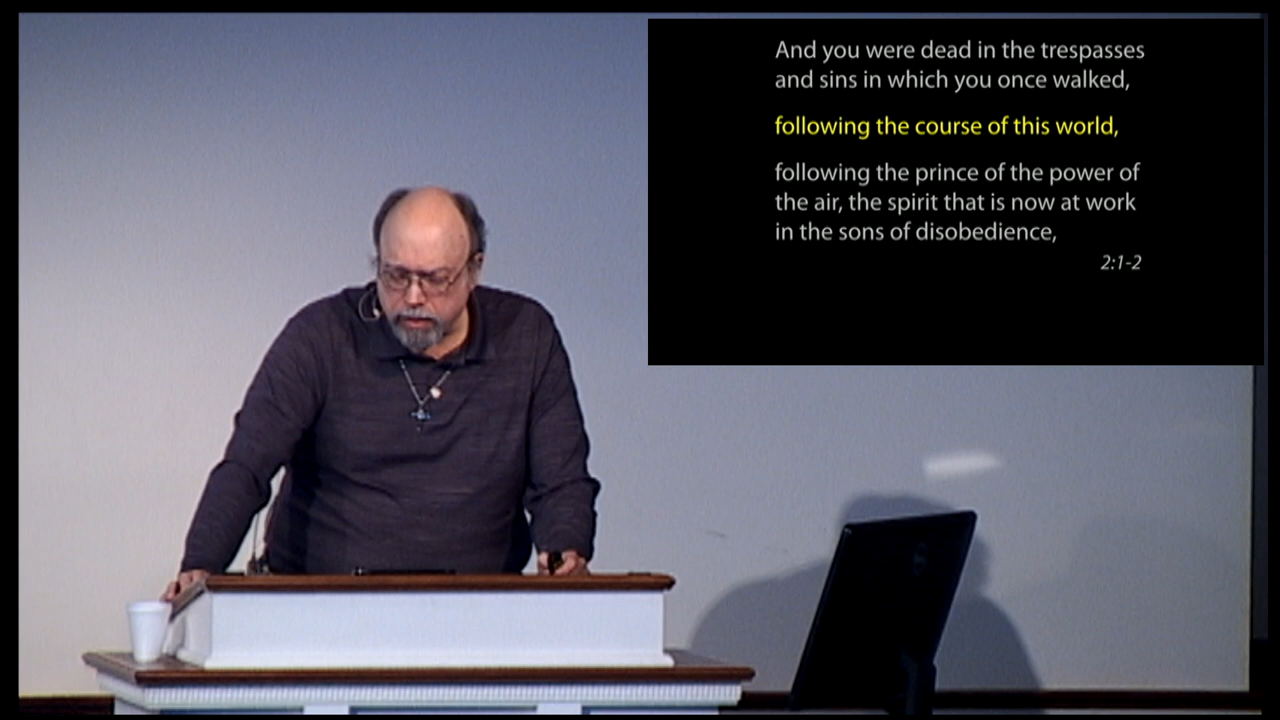 And you were dead in the trespasses
and sins in which you once walked,
following the course of this world,
following the prince of the power of
the air, the spirit that is now at work
in the sons of disobedience,
2:1-2